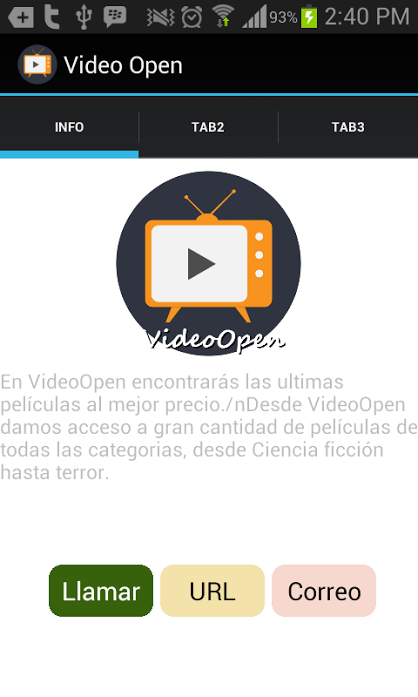 93% 2:40 PM
Video Open
INFO TAB2 TAB3
VideoOpen
En VideoOpen encontrarás las ultimas
películas al mejor precio./nDesde VideoOpen
damos acceso a gran cantidad de películas de
todas las categorias, desde Ciencia ficción
hasta terror.
Llamar URL Correo